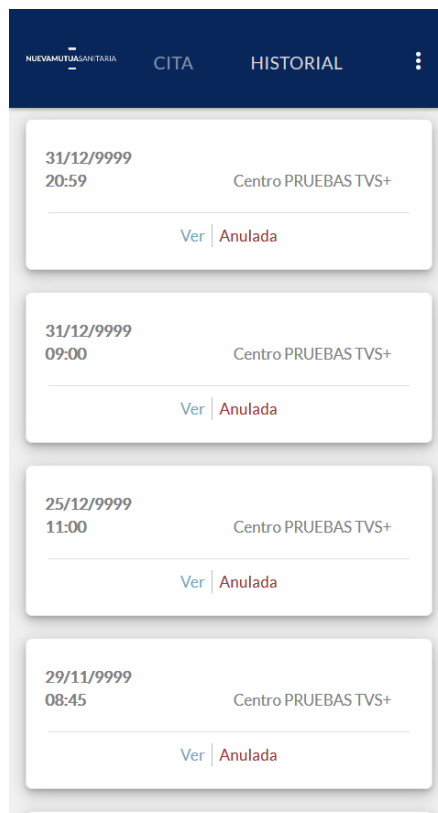 NUEVAMUTUASANITARIA
CITA
HISTORIAL
31/12/9999
20:59
Centro PRUEBAS TVS+
Ver
Anulada
31/12/9999
09:00
Centro PRUEBAS TVS+
Ver
Anulada
25/12/9999
11:00
Centro PRUEBAS TVS+
Ver
Anulada
29/11/9999
08:45
Centro PRUEBAS TVS+
Ver
Anulada